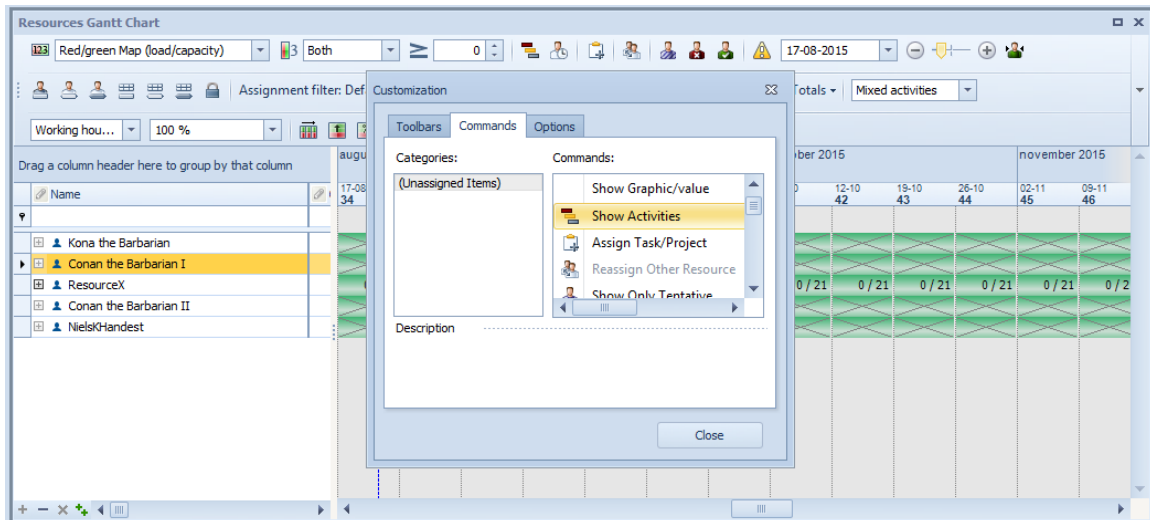 Resources Gantt Chart
123 Red/green Map (load/capacity) 3 Both ≥ 0 17-08-2015
Assignment filter: Def
Totals Mixed activities
Working hou... 100 %
Customization
Toolbars Commands Options
Categories: Commands:
(Unassigned Items)
Show Graphic/value
Show Activities
Assign Task/Project
Reassign Other Resource
Show Only Tentative
Description
Close
Drag a column header here to group by that column
Name
augu ber 2015 november 2015
17-08 12-10 19-10 26-10 02-11 09-11
34 42 43 44 45 46
Kona the Barbarian
Conan the Barbarian I
ResourceX 0 / 21 0 / 21 0 / 21 0 / 21 0 / 21 0 / 2
Conan the Barbarian II
NielsKHandest